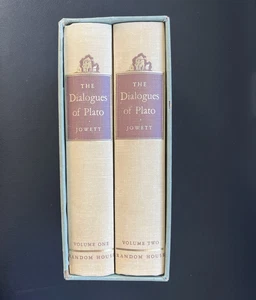 THE
Dialogues
of Plato
JOWETT
VOLUME ONE
RANDOM HOUSE
THE
Dialogues
of Plato
JOWETT
VOLUME TWO
RANDOM HOUSE